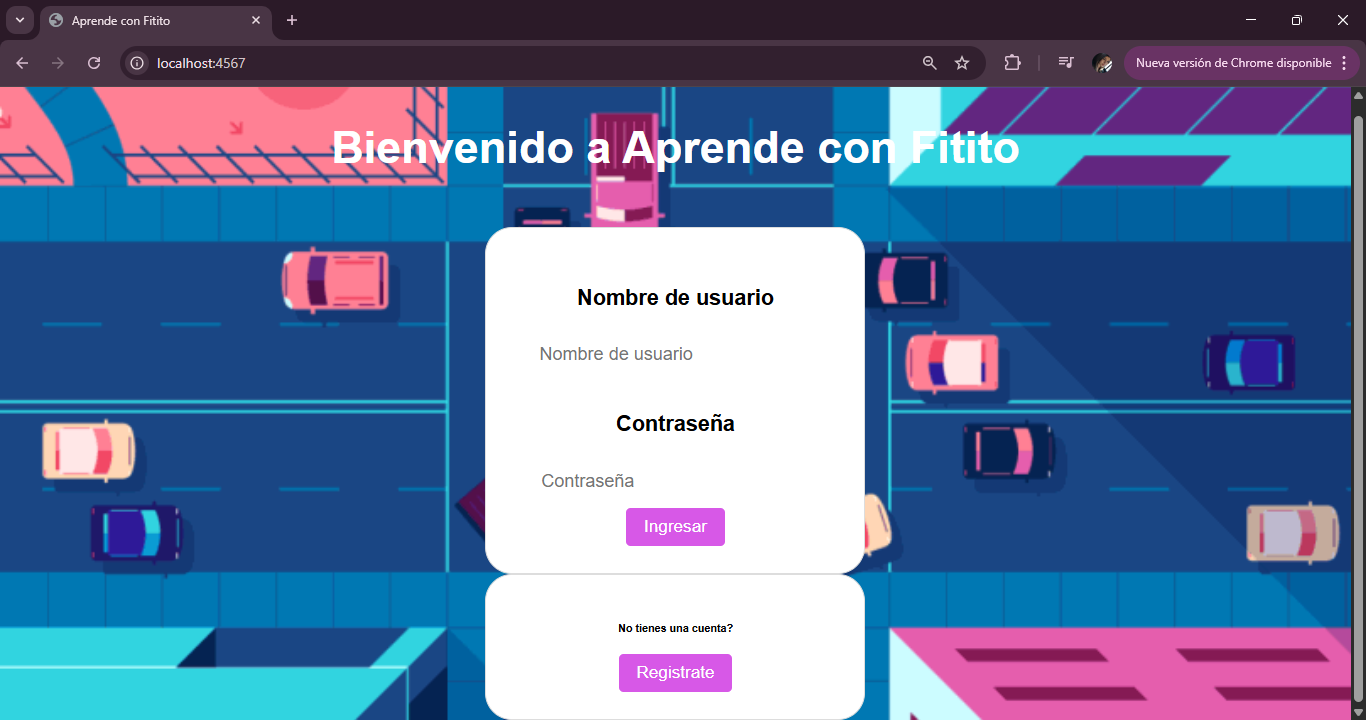 Aprende con Fitito
localhost:4567
Nueva versión de Chrome disponible
Bienvenido a Aprende con Fitito
Nombre de usuario
Nombre de usuario
Contraseña
Contraseña
Ingresar
No tienes una cuenta?
Registrate